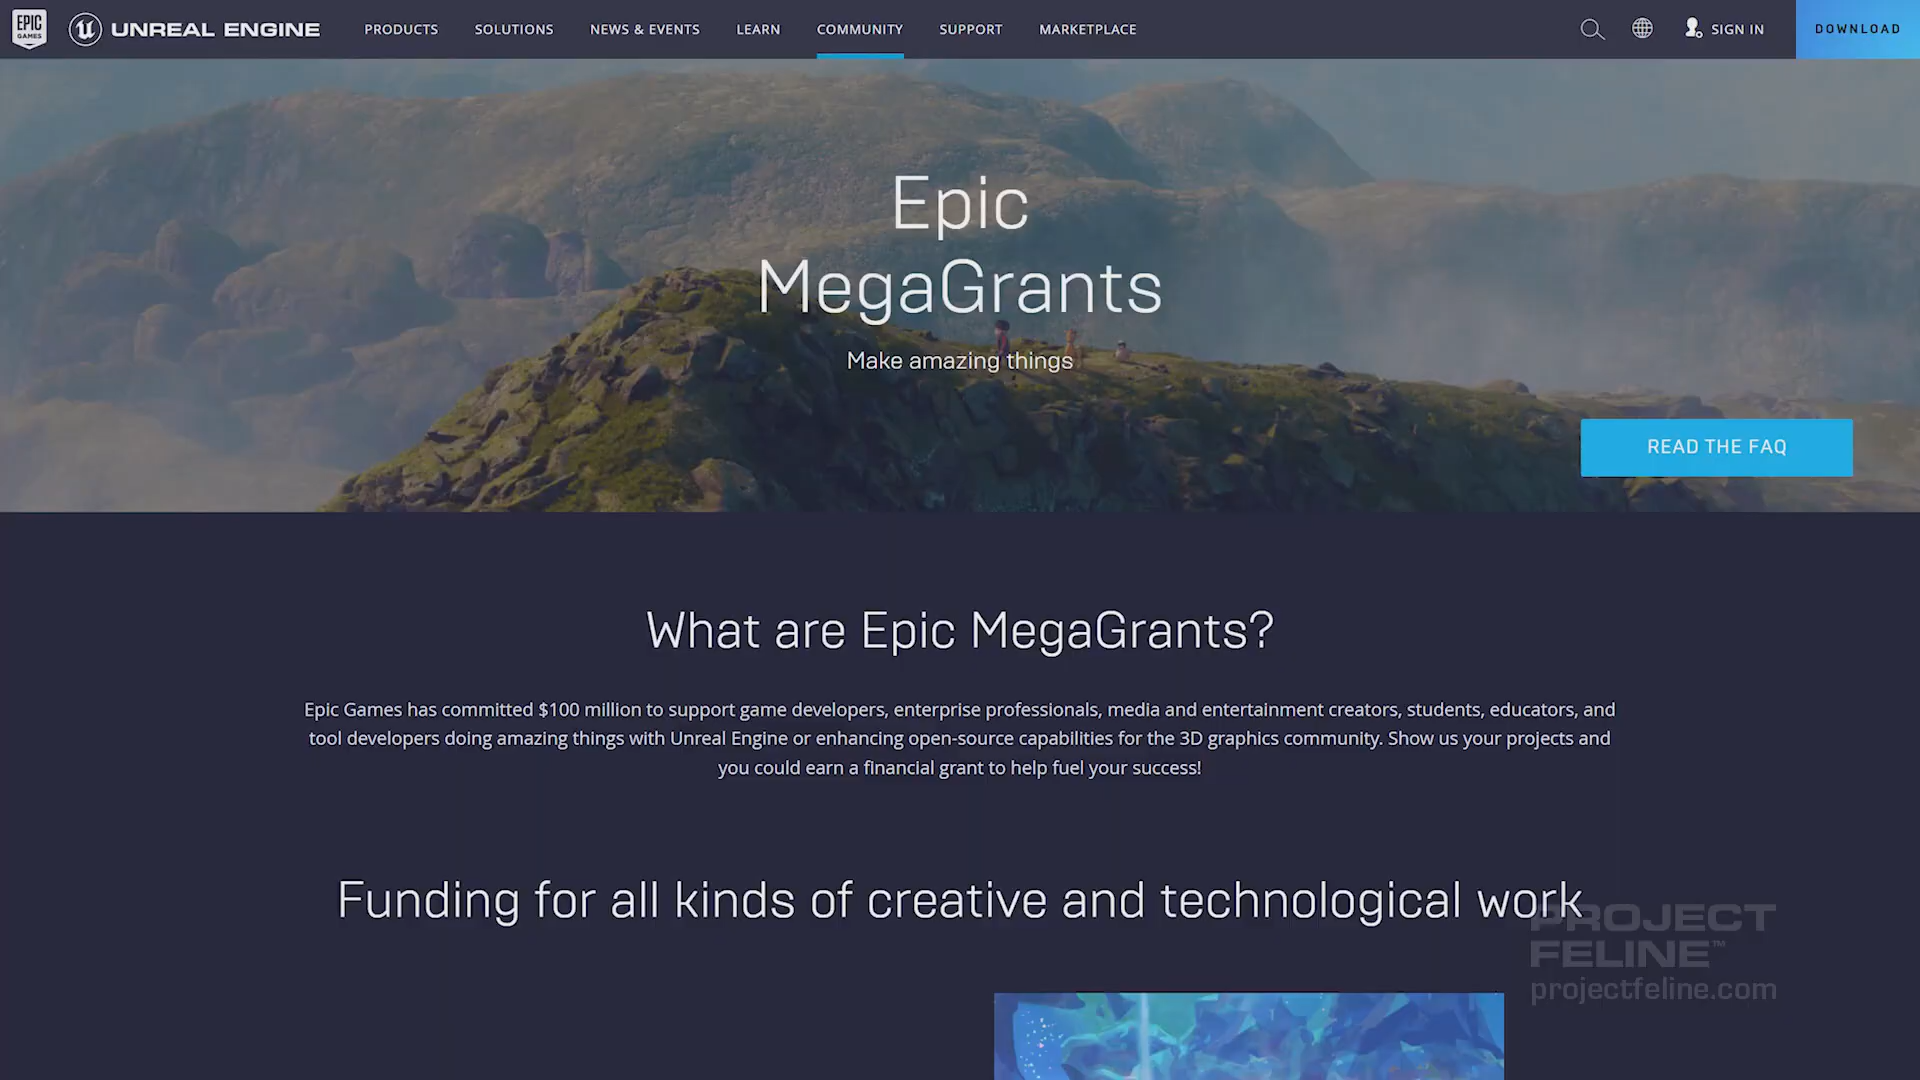 EPIC
GAMES
UNREAL ENGINE
PRODUCTS
SOLUTIONS
NEWS & EVENTS
LEARN
COMMUNITY
SUPPORT
MARKETPLACE
SIGN IN
DOWNLOAD
Epic
MegaGrants
Make amazing things
READ THE FAQ
What are Epic MegaGrants?
Epic Games has committed $100 million to support game developers, enterprise professionals, media and entertainment creators, students, educators, and
tool developers doing amazing things with Unreal Engine or enhancing open-source capabilities for the 3D graphics community. Show us your projects and
you could earn a financial grant to help fuel your success!
Funding for all kinds of creative and technological work
PROJECT
FELINE™
projectfeline.com